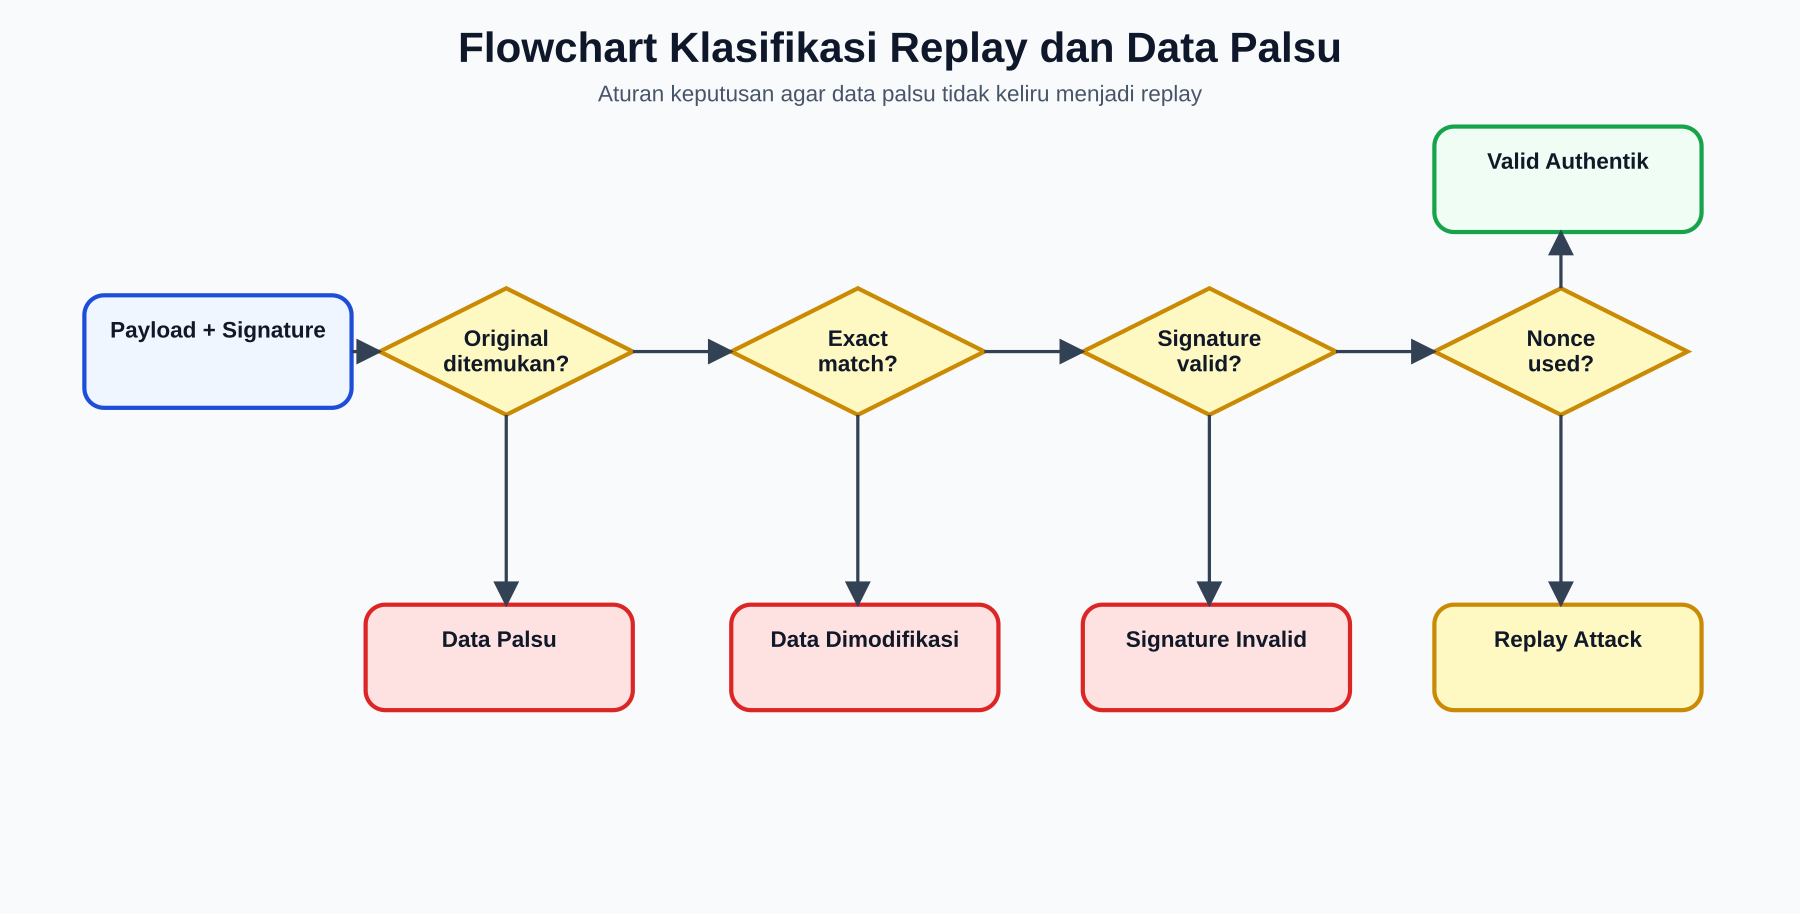 Flowchart Klasifikasi Replay dan Data Palsu
Aturan keputusan agar data palsu tidak keliru menjadi replay
Valid Authentik
Payload + Signature
Original
ditemukan?
Exact
match?
Signature
valid?
Nonce
used?
Data Palsu
Data Dimodifikasi
Signature Invalid
Replay Attack